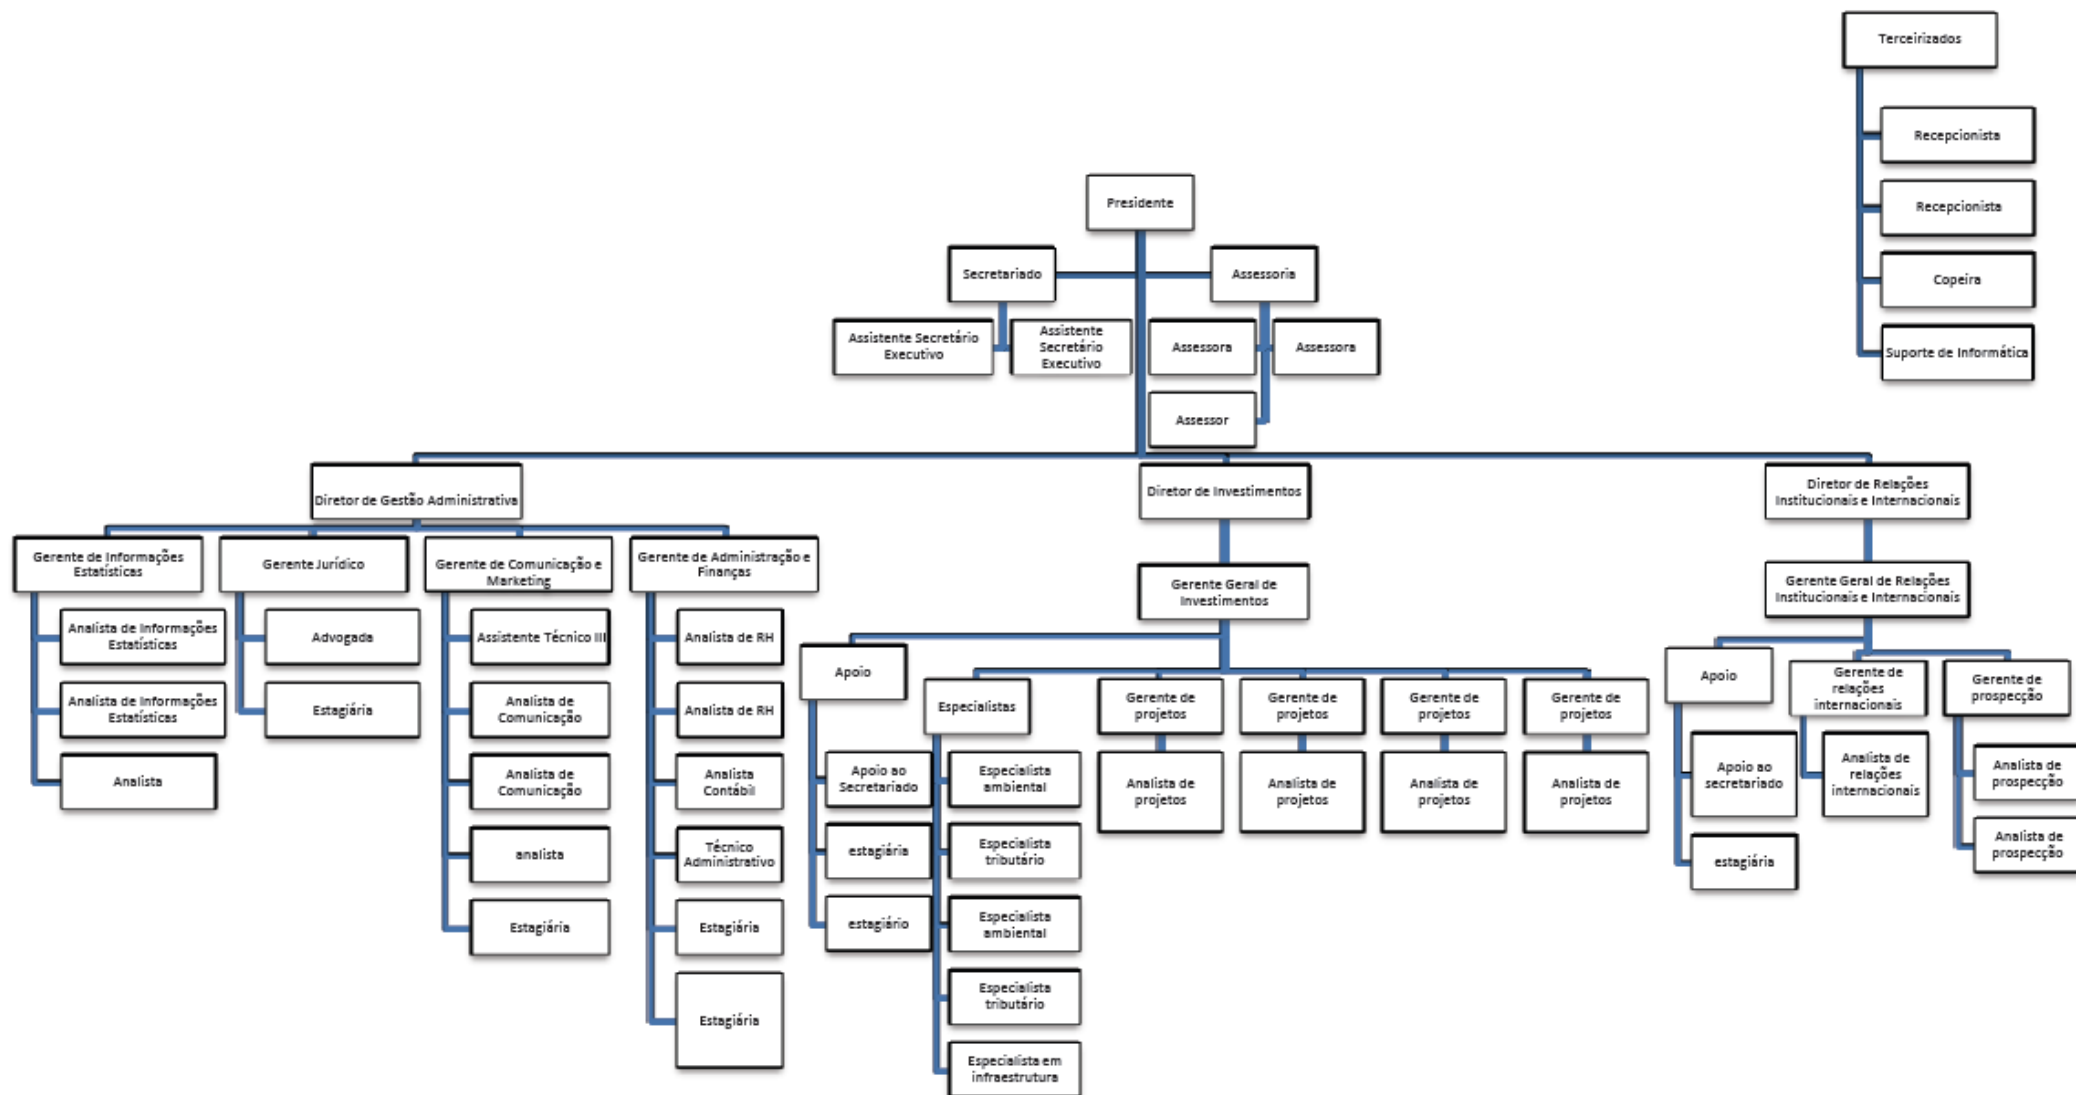 Terceirizados
Recepcionista
Recepcionista
Copeira
Suporte de Informática
Presidente
Secretariado
Assessoria
Assistente Secretário
Executivo
Assistente
Secretário
Executivo
Assessora
Assessora
Assessor
Diretor de Gestão Administrativa
Diretor de Investimentos
Diretor de Relações
Institucionais e Internacionais
Gerente de Informações
Estatísticas
Gerente Jurídico
Gerente de Comunicação e
Marketing
Gerente de Administração e
Finanças
Gerente Geral de
Investimentos
Gerente Geral de Relações
Institucionais e Internacionais
Analista de Informações
Estatísticas
Analista de Informações
Estatísticas
Analista
Advogada
Estagiária
Assistente Técnico III
Analista de
Comunicação
Analista de
Comunicação
analista
Estagiária
Analista de RH
Analista de RH
Analista
Contábil
Técnico
Administrativo
Estagiária
Estagiária
Apoio
Apoio ao
Secretariado
estagiária
estagiário
Especialistas
Especialista
ambiental
Especialista
tributário
Especialista
ambiental
Especialista
tributário
Especialista em
infraestrutura
Gerente de
projetos
Analista de
projetos
Gerente de
projetos
Analista de
projetos
Gerente de
projetos
Analista de
projetos
Gerente de
projetos
Analista de
projetos
Apoio
Apoio ao
secretariado
estagiária
Gerente de
relações
internacionais
Analista de
relações
internacionais
Gerente de
prospecção
Analista de
prospecção
Analista de
prospecção